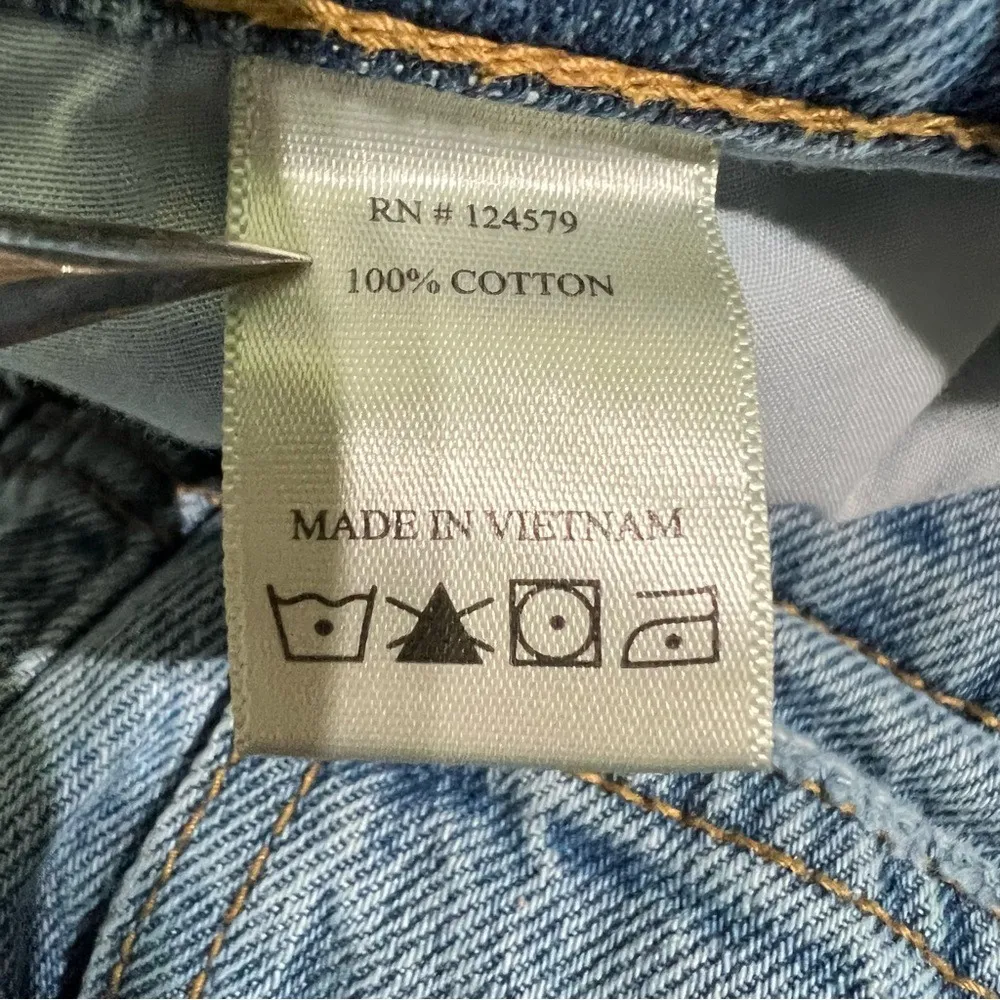 RN # 124579
100% COTTON
MADE IN VIETNAM